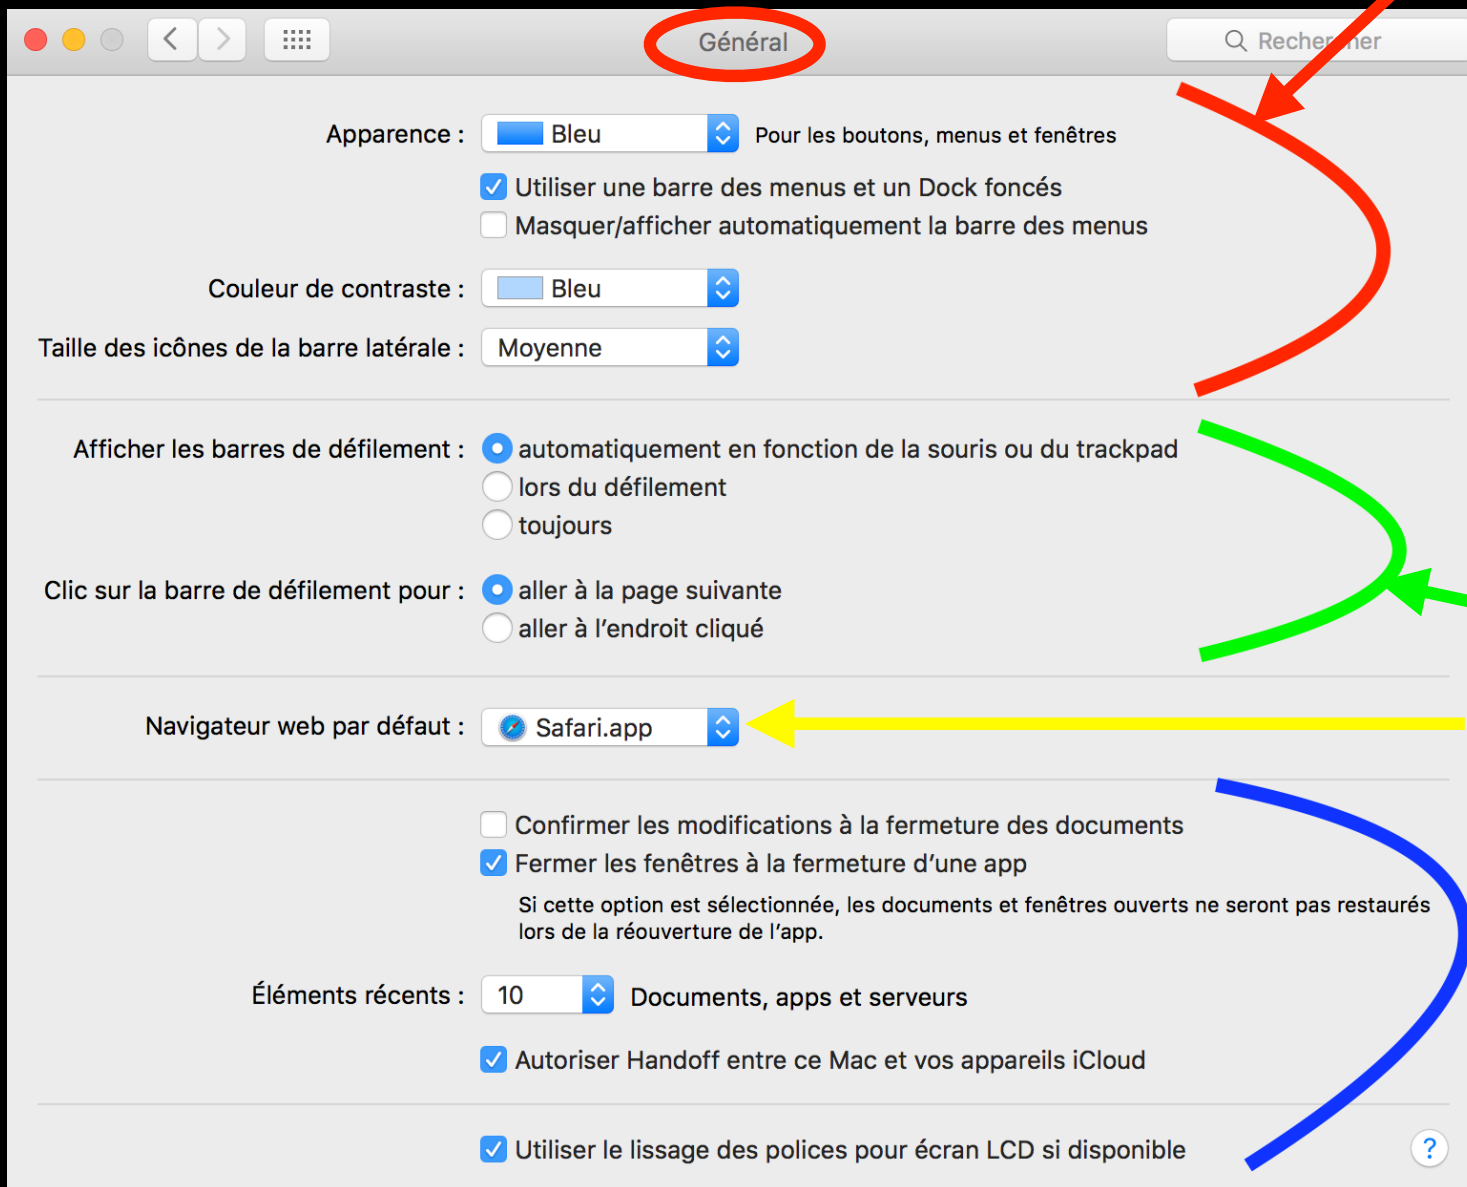 Général
Rechercher
Apparence : Bleu Pour les boutons, menus et fenêtres
Utiliser une barre des menus et un Dock foncés
Masquer/afficher automatiquement la barre des menus
Couleur de contraste : Bleu
Taille des icônes de la barre latérale : Moyenne
Afficher les barres de défilement : automatiquement en fonction de la souris ou du trackpad
lors du défilement
toujours
Clic sur la barre de défilement pour : aller à la page suivante
aller à l’endroit cliqué
Navigateur web par défaut : Safari.app
Confirmer les modifications à la fermeture des documents
Fermer les fenêtres à la fermeture d’une app
Si cette option est sélectionnée, les documents et fenêtres ouverts ne seront pas restaurés
lors de la réouverture de l’app.
Éléments récents : 10 Documents, apps et serveurs
Autoriser Handoff entre ce Mac et vos appareils iCloud
Utiliser le lissage des polices pour écran LCD si disponible
?